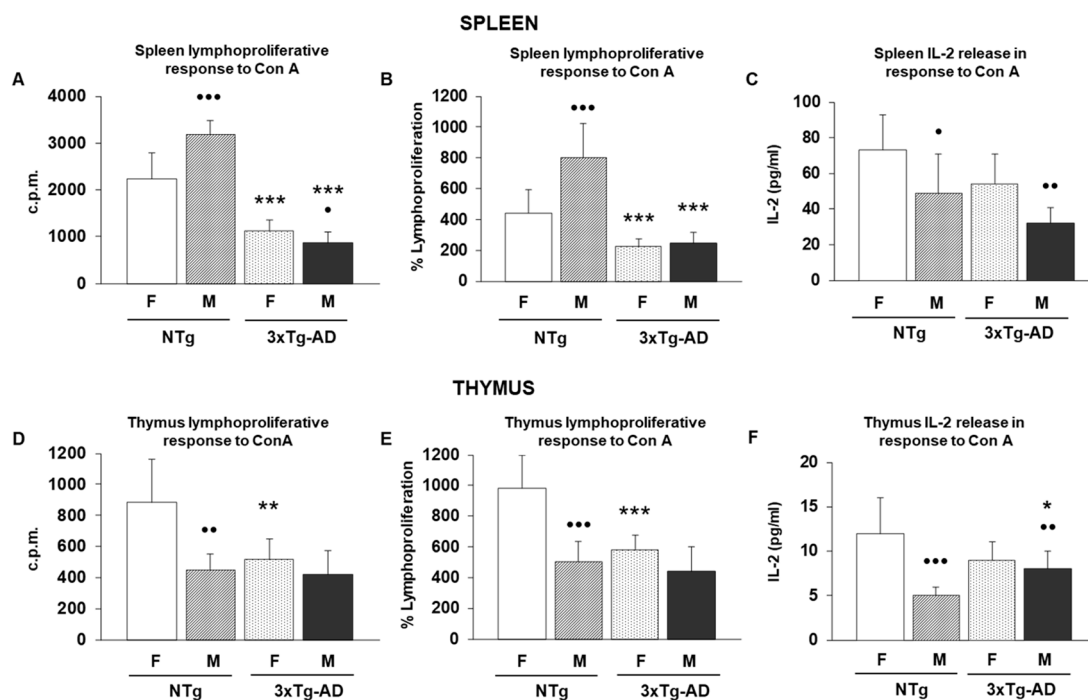 SPLEEN
A
Spleen lymphoproliferative
response to Con A
c.p.m.
4000
3000
2000
1000
0
•••
***
***
•
F M F M
NTg 3xTg-AD
B
Spleen lymphoproliferative
response to Con A
% Lymphoproliferation
1200
1000
800
600
400
200
0
•••
***
***
F M F M
NTg 3xTg-AD
C
Spleen IL-2 release in
response to Con A
IL-2 (pg/ml)
100
80
60
40
20
0
•
••
F M F M
NTg 3xTg-AD
THYMUS
D
Thymus lymphoproliferative
response to ConA
c.p.m.
1200
1000
800
600
400
200
0
••
**
F M F M
NTg 3xTg-AD
E
Thymus lymphoproliferative
response to Con A
% Lymphoproliferation
1200
1000
800
600
400
200
0
•••
***
F M F M
NTg 3xTg-AD
F
Thymus IL-2 release in
response to Con A
IL-2 (pg/ml)
20
15
10
5
0
•••
*
••
F M F M
NTg 3xTg-AD